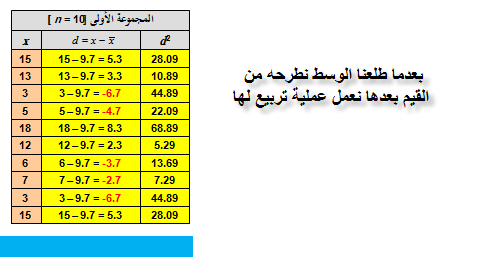 المجموعة الأولى [n = 10 ]
x d = x – x̅ d²
15 15 – 9.7 = 5.3 28.09
13 13 – 9.7 = 3.3 10.89
3 3 – 9.7 = -6.7 44.89
5 5 – 9.7 = -4.7 22.09
18 18 – 9.7 = 8.3 68.89
12 12 – 9.7 = 2.3 5.29
6 6 – 9.7 = -3.7 13.69
7 7 – 9.7 = -2.7 7.29
3 3 – 9.7 = -6.7 44.89
15 15 – 9.7 = 5.3 28.09
بعدما طلعنا الوسط نطرحه من
القيم بعدها نعمل عملية تربيع لها